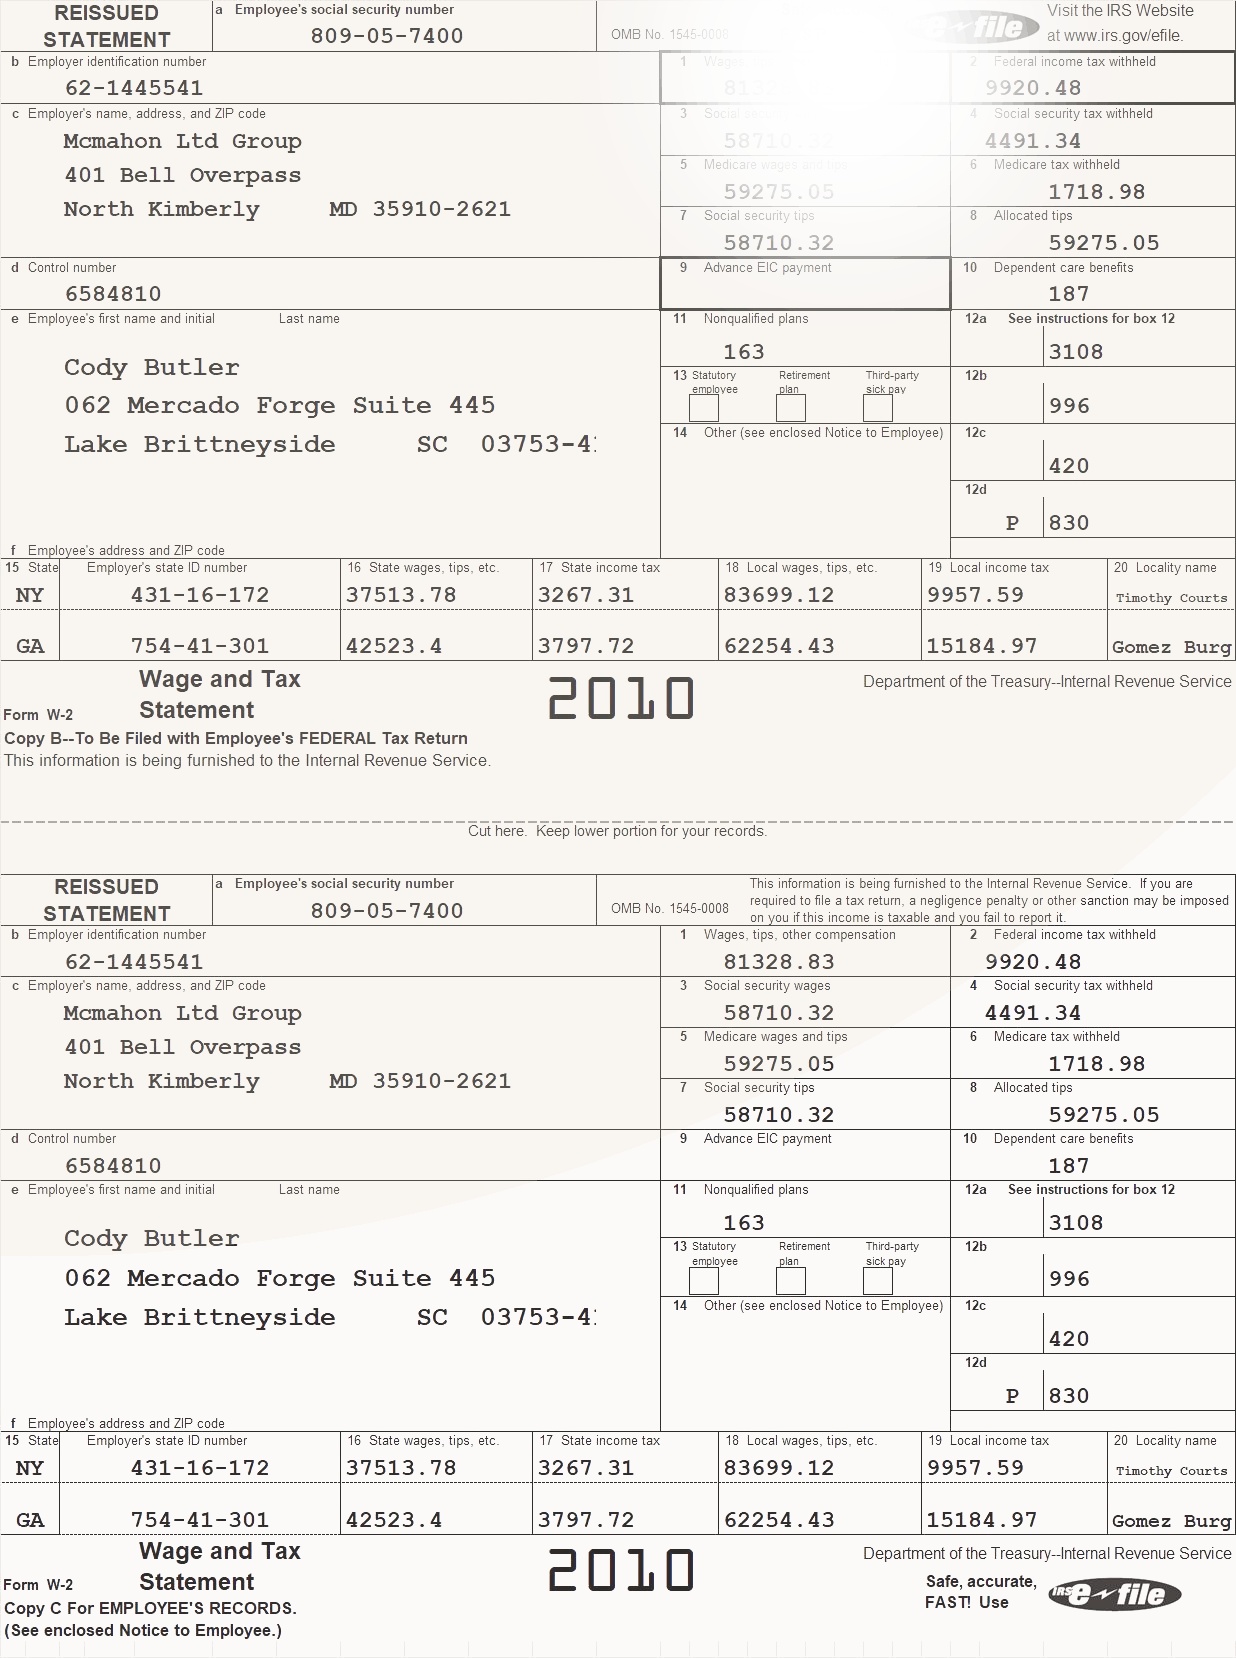 REISSUED
STATEMENT
a Employee's social security number
809-05-7400
OMB No. 1545-0008
e file
Visit the IRS Website
at www.irs.gov/efile.
b Employer identification number
62-1445541
1 Wages
2 Federal income tax withheld
9920.48
c Employer's name, address, and ZIP code
Mcmahon Ltd Group
401 Bell Overpass
North Kimberly MD 35910-2621
3 Social
58710.32
4 Social security tax withheld
4491.34
5 Medicare wages and tips
59275.05
6 Medicare tax withheld
1718.98
7 Social security tips
58710.32
8 Allocated tips
59275.05
d Control number
6584810
9 Advance EIC payment
10 Dependent care benefits
187
e Employee's first name and initial Last name
Cody Butler
062 Mercado Forge Suite 445
Lake Brittneyside SC
11 Nonqualified plans
163
12a See instructions for box 12
3108
13 Statutory employee
Retirement plan
Third-party sick pay
12b
996
14 Other (see enclosed Notice to Employee)
12c
420
12d
P 830
f Employee's address and ZIP code
15 State Employer's state ID number 16 State wages, tips, etc. 17 State income tax 18 Local wages, tips, etc. 19 Local income tax 20 Locality name
NY 431-16-172 37513.78 3267.31 83699.12 9957.59 Timothy Courts
GA 754-41-301 42523.4 3797.72 62254.43 15184.97 Gomez Burg
Form W-2
Wage and Tax
Statement
2010
Department of the Treasury--Internal Revenue Service
Copy B--To Be Filed with Employee's FEDERAL Tax Return
This information is being furnished to the Internal Revenue Service.
Cut here. Keep lower portion for your records.
REISSUED
STATEMENT
a Employee's social security number
809-05-7400
OMB No. 1545-0008
This information is being furnished to the Internal Revenue Service. If you are
required to file a tax return, a negligence penalty or other sanction may be imposed
on you if this income is taxable and you fail to report it.
b Employer identification number
62-1445541
1 Wages, tips, other compensation
81328.83
2 Federal income tax withheld
9920.48
c Employer's name, address, and ZIP code
Mcmahon Ltd Group
401 Bell Overpass
North Kimberly MD 35910-2621
3 Social security wages
58710.32
4 Social security tax withheld
4491.34
5 Medicare wages and tips
59275.05
6 Medicare tax withheld
1718.98
7 Social security tips
58710.32
8 Allocated tips
59275.05
d Control number
6584810
9 Advance EIC payment
10 Dependent care benefits
187
e Employee's first name and initial Last name
Cody Butler
062 Mercado Forge Suite 445
Lake Brittneyside SC
11 Nonqualified plans
163
12a See instructions for box 12
3108
13 Statutory employee
Retirement plan
Third-party sick pay
12b
996
14 Other (see enclosed Notice to Employee)
12c
420
12d
P 830
f Employee's address and ZIP code
15 State Employer's state ID number 16 State wages, tips, etc. 17 State income tax 18 Local wages, tips, etc. 19 Local income tax 20 Locality name
NY 431-16-172 37513.78 3267.31 83699.12 9957.59 Timothy Courts
GA 754-41-301 42523.4 3797.72 62254.43 15184.97 Gomez Burg
Form W-2
Wage and Tax
Statement
2010
Department of the Treasury--Internal Revenue Service
Copy C For EMPLOYEE'S RECORDS.
(See enclosed Notice to Employee.)
Safe, accurate,
FAST! Use
IRS e file